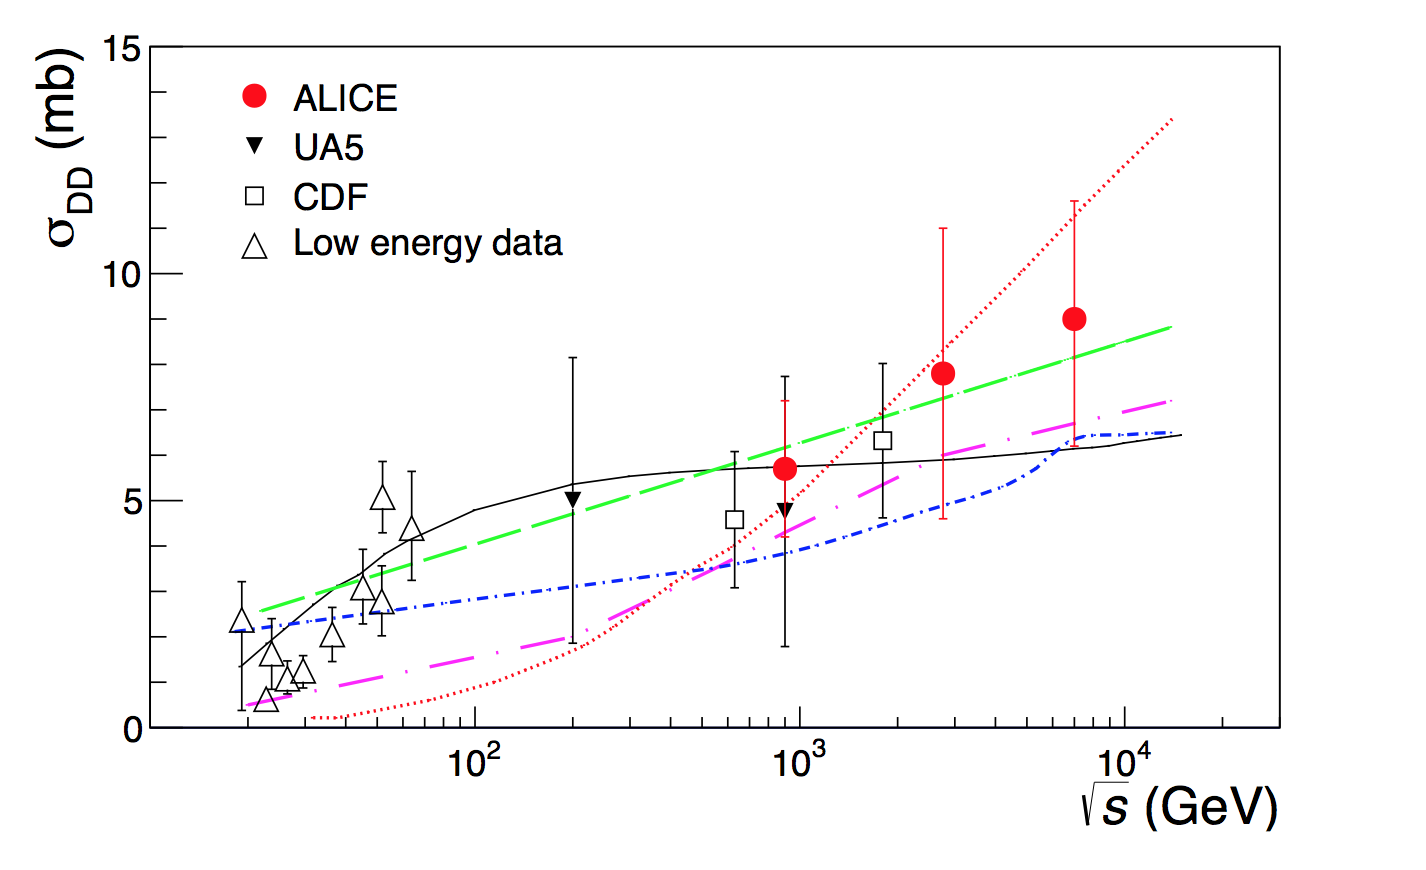 σDD (mb)
15
10
5
0
ALICE
UA5
CDF
Low energy data
10² 10³ 10⁴
√s (GeV)